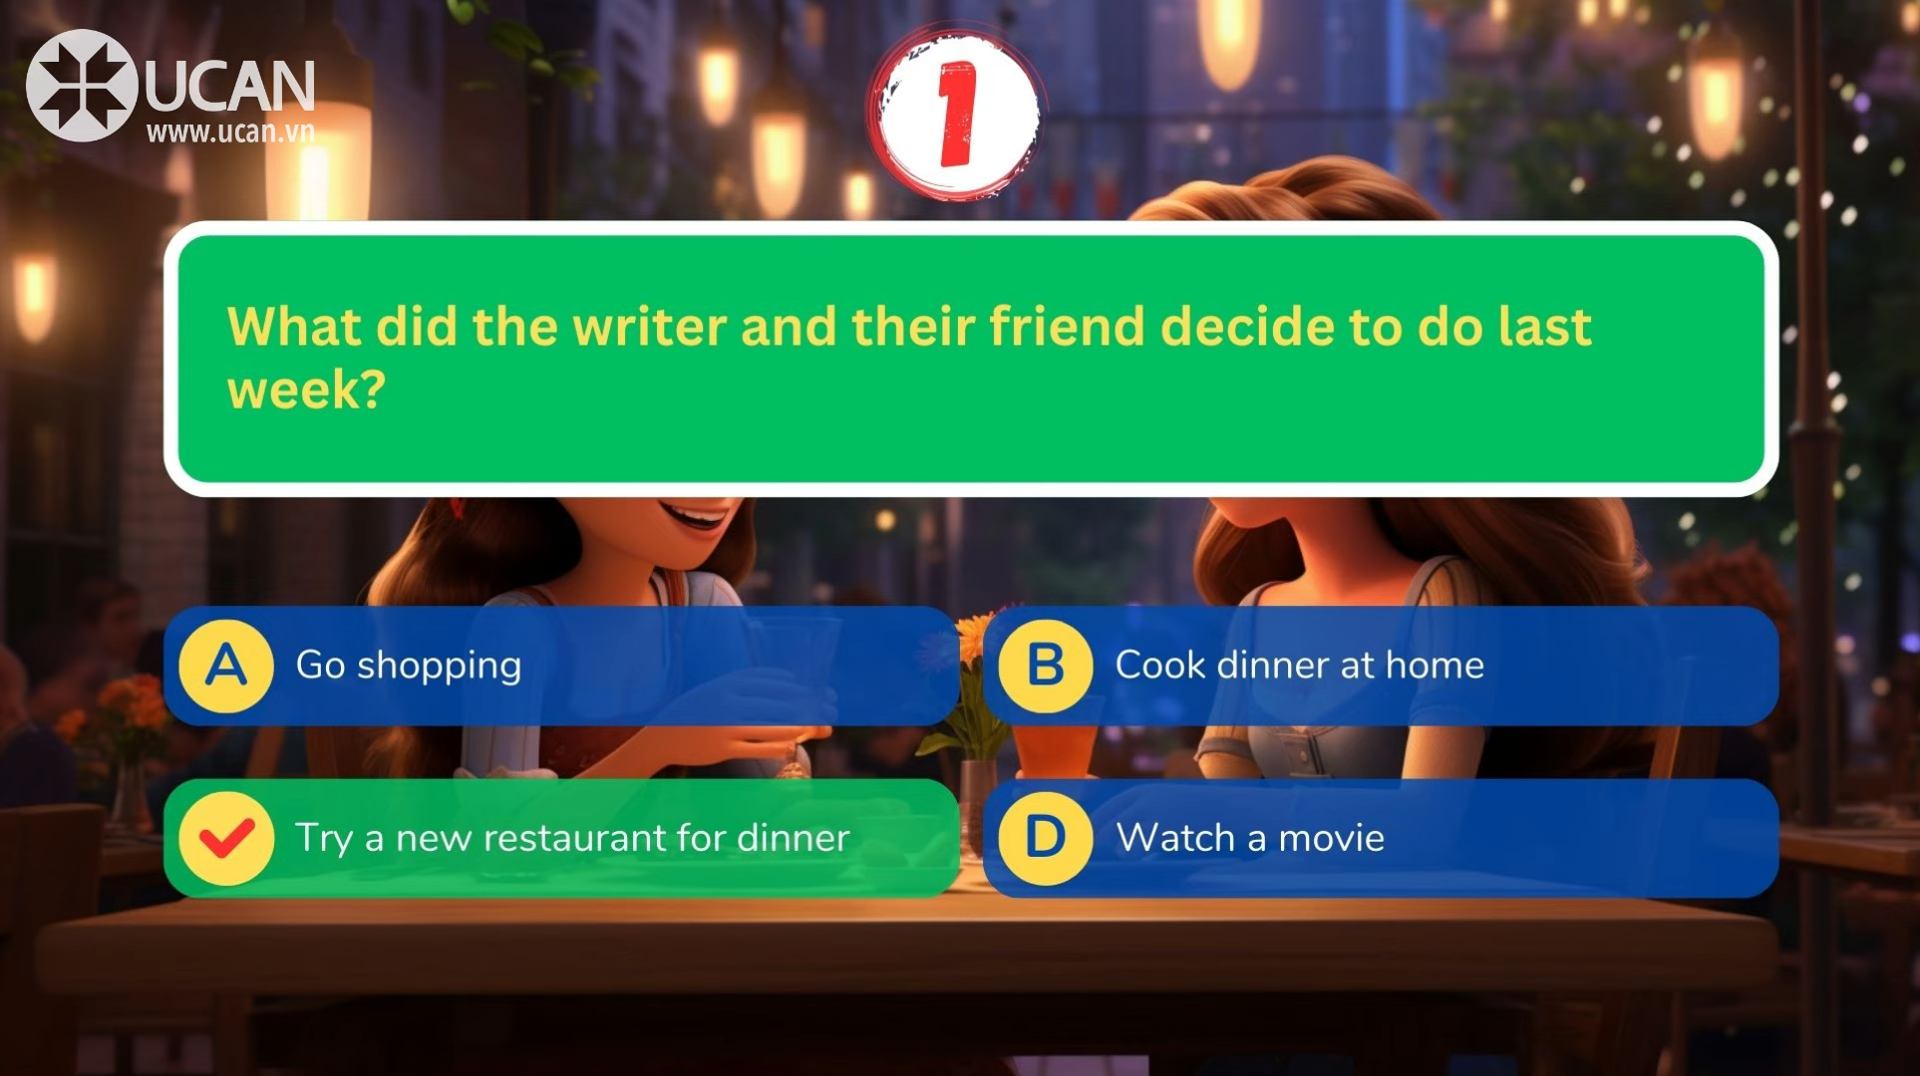 UCAN
www.ucan.vn
1
What did the writer and their friend decide to do last
week?
A Go shopping
B Cook dinner at home
Try a new restaurant for dinner
D Watch a movie